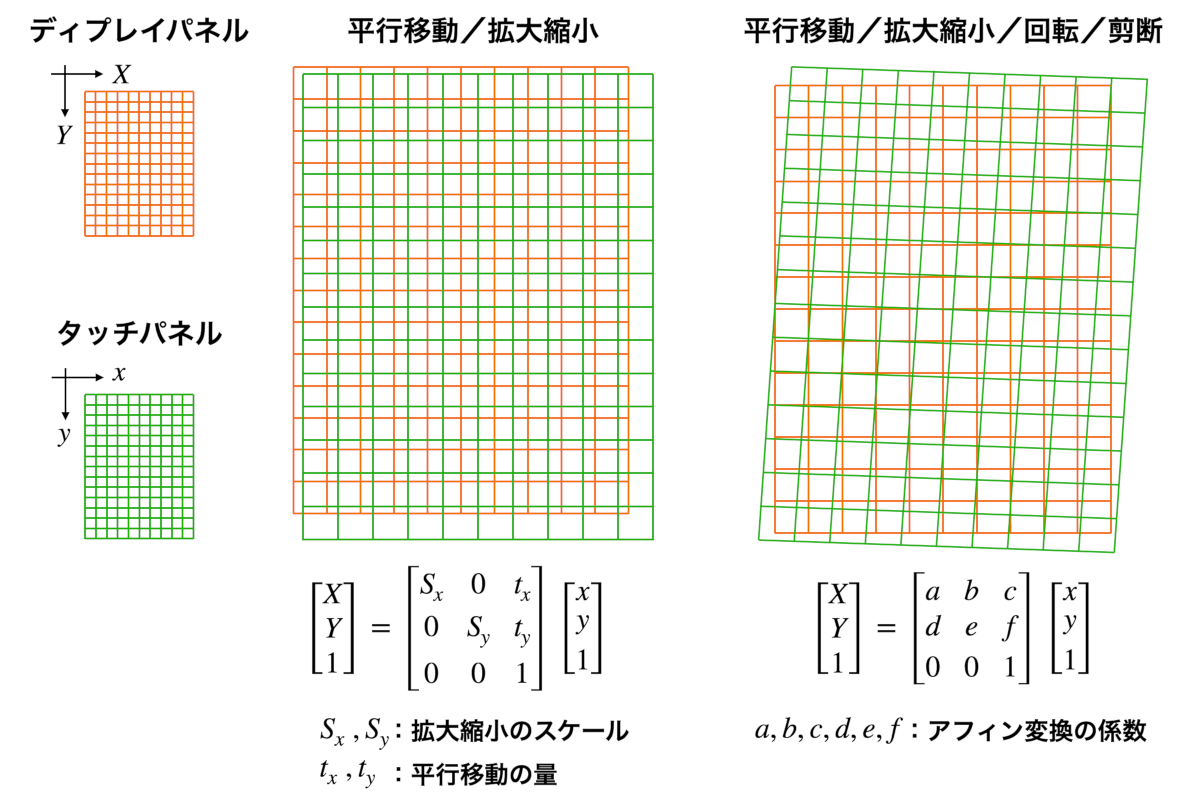 ディプレイパネル
X
Y
タッチパネル
x
y
平行移動／拡大縮小
[X Y 1] = [S_x 0 t_x; 0 S_y t_y; 0 0 1] [x y 1]
S_x , S_y：拡大縮小のスケール
t_x , t_y ：平行移動の量
平行移動／拡大縮小／回転／剪断
[X Y 1] = [a b c; d e f; 0 0 1] [x y 1]
a, b, c, d, e, f：アフィン変換の係数